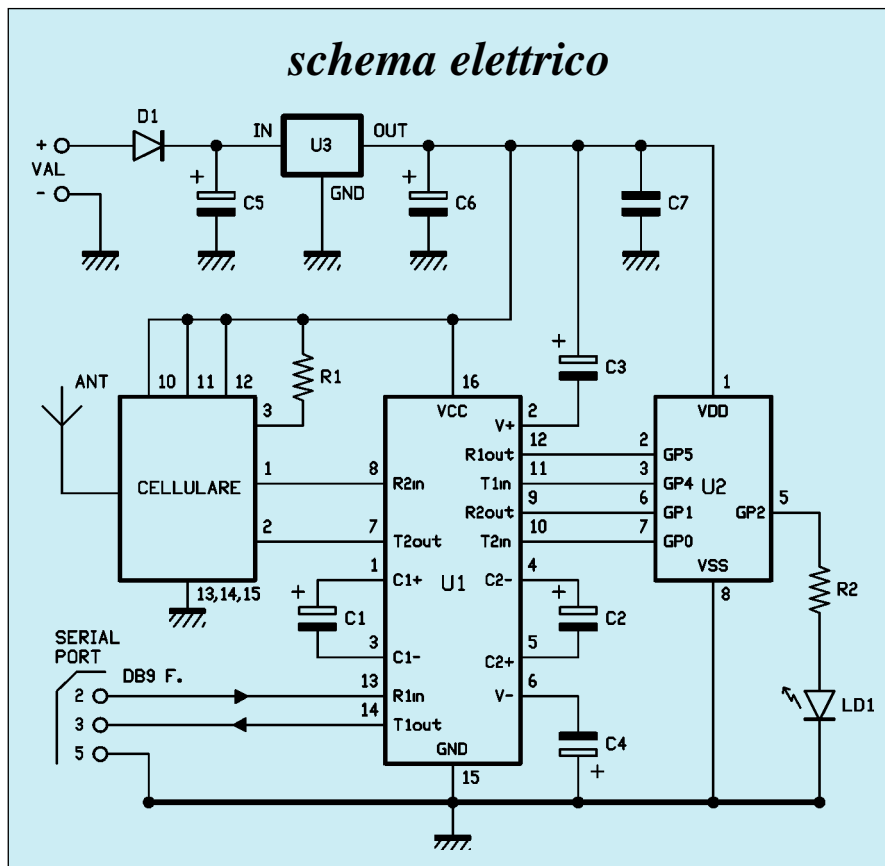 schema elettrico
D1
IN
U3
OUT
+
VAL
-
+
C5
GND
+
C6
C7
ANT
10
11
12
R1
16
+
C3
1
3
VCC
2
V+
VDD
12
R1out
2
GP5
CELLULARE
1
8
R2in
11
T1in
3
GP4
U2
5
9
R2out
6
GP1
GP2
2
7
T2out
10
T2in
7
GP0
VSS
13,14,15
1
C1+
U1
4
C2-
8
R2
+
C1
+
C2
3
C1-
5
C2+
SERIAL
PORT
DB9 F.
2
13
R1in
6
V-
LD1
3
14
T1out
C4
5
GND
+
15